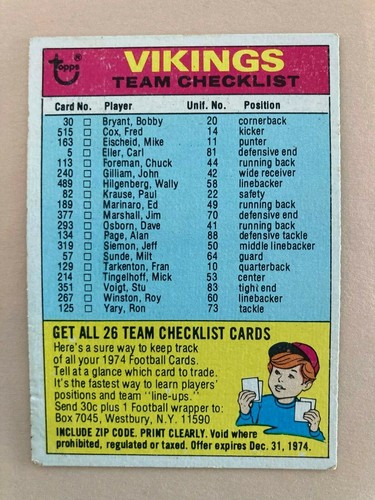 topps®
VIKINGS
TEAM CHECKLIST
Card No. Player Unif. No. Position
30 □ Bryant, Bobby 20 cornerback
515 □ Cox, Fred 14 kicker
163 □ Eischeid, Mike 11 punter
5 □ Eller, Carl 81 defensive end
113 □ Foreman, Chuck 44 running back
240 □ Gilliam, John 42 wide receiver
489 □ Hilgenberg, Wally 58 linebacker
82 □ Krause, Paul 22 safety
189 □ Marinaro, Ed 49 running back
377 □ Marshall, Jim 70 defensive end
293 □ Osborn, Dave 41 running back
134 □ Page, Alan 88 defensive tackle
319 □ Siemon, Jeff 50 middle linebacker
57 □ Sunde, Milt 64 guard
129 □ Tarkenton, Fran 10 quarterback
214 □ Tingelhoff, Mick 53 center
351 □ Voigt, Stu 83 tight end
267 □ Winston, Roy 60 linebacker
125 □ Yary, Ron 73 tackle
GET ALL 26 TEAM CHECKLIST CARDS
Here's a sure way to keep track
of all your 1974 Football Cards.
Tell at a glance which card to trade.
It's the fastest way to learn players'
positions and team "line-ups."
Send 30c plus 1 Football wrapper to:
Box 7045, Westbury, N.Y. 11590
INCLUDE ZIP CODE. PRINT CLEARLY. Void where
prohibited, regulated or taxed. Offer expires Dec. 31, 1974.